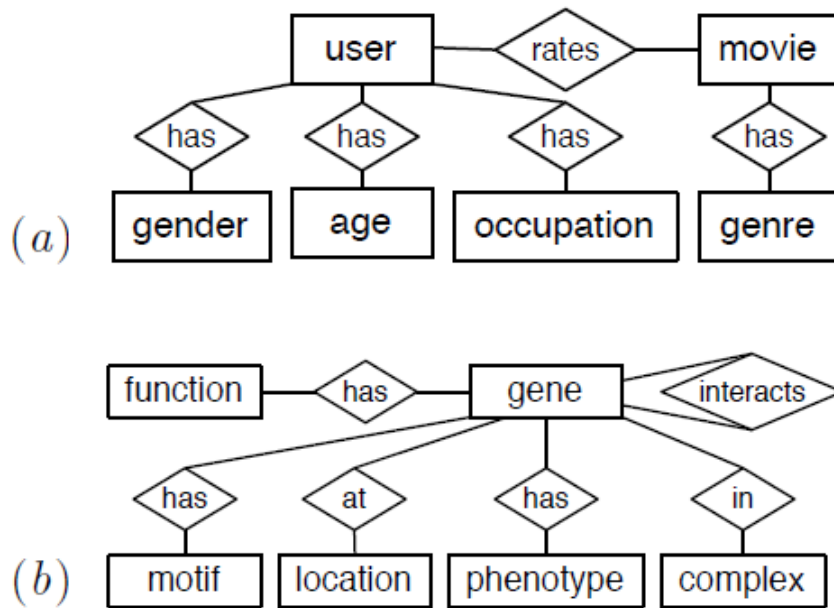 user rates movie
has has has has
(a) gender age occupation genre
function has gene interacts
has at has in
(b) motif location phenotype complex